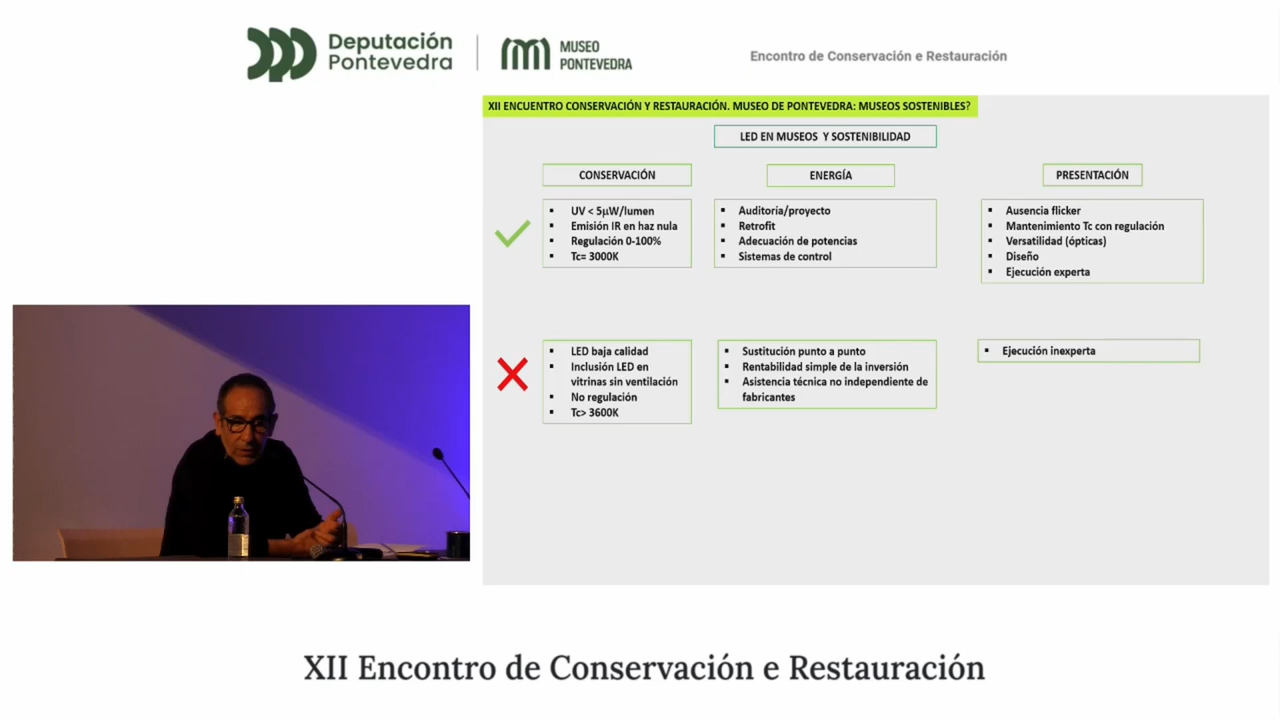 Deputación
Pontevedra
MUSEO
PONTEVEDRA
Encontro de Conservación e Restauración
XII ENCUENTRO CONSERVACIÓN Y RESTAURACIÓN. MUSEO DE PONTEVEDRA: MUSEOS SOSTENIBLES?
LED EN MUSEOS Y SOSTENIBILIDAD
CONSERVACIÓN
▪ UV < 5µW/lumen
▪ Emisión IR en haz nula
▪ Regulación 0-100%
▪ Tc= 3000K
▪ LED baja calidad
▪ Inclusión LED en
vitrinas sin ventilación
▪ No regulación
▪ Tc> 3600K
ENERGÍA
▪ Auditoría/proyecto
▪ Retrofit
▪ Adecuación de potencias
▪ Sistemas de control
▪ Sustitución punto a punto
▪ Rentabilidad simple de la inversión
▪ Asistencia técnica no independiente de
fabricantes
PRESENTACIÓN
▪ Ausencia flicker
▪ Mantenimiento Tc con regulación
▪ Versatilidad (ópticas)
▪ Diseño
▪ Ejecución experta
▪ Ejecución inexperta
XII Encontro de Conservación e Restauración